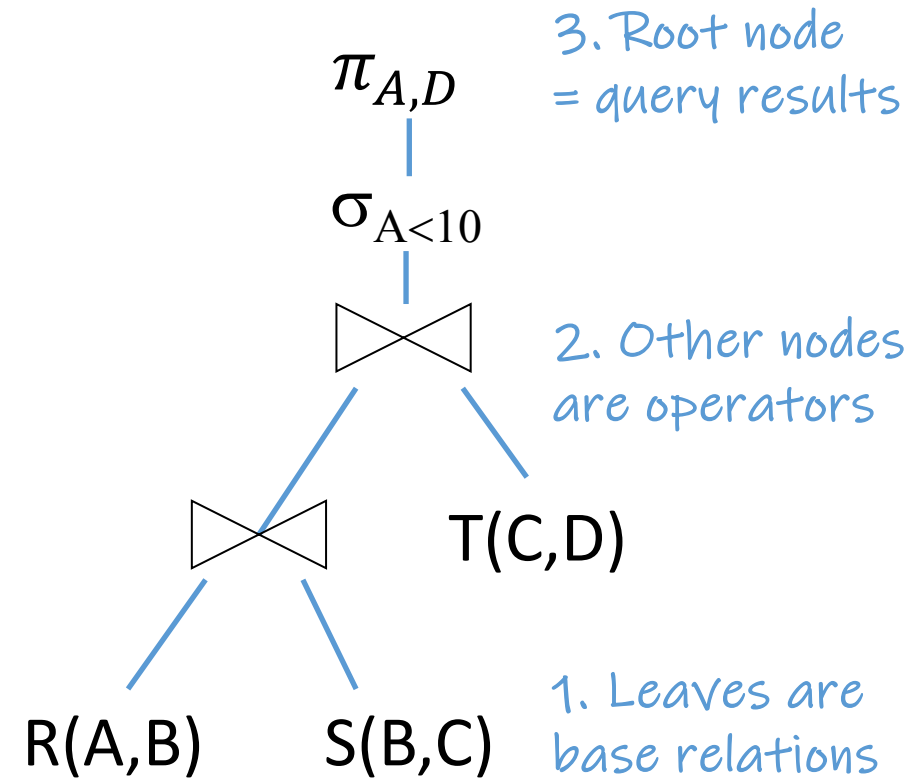 3. Root node
= query results
π_{A,D}
σ_{A<10}
2. Other nodes
are operators
T(C,D)
1. Leaves are
base relations
R(A,B) S(B,C)